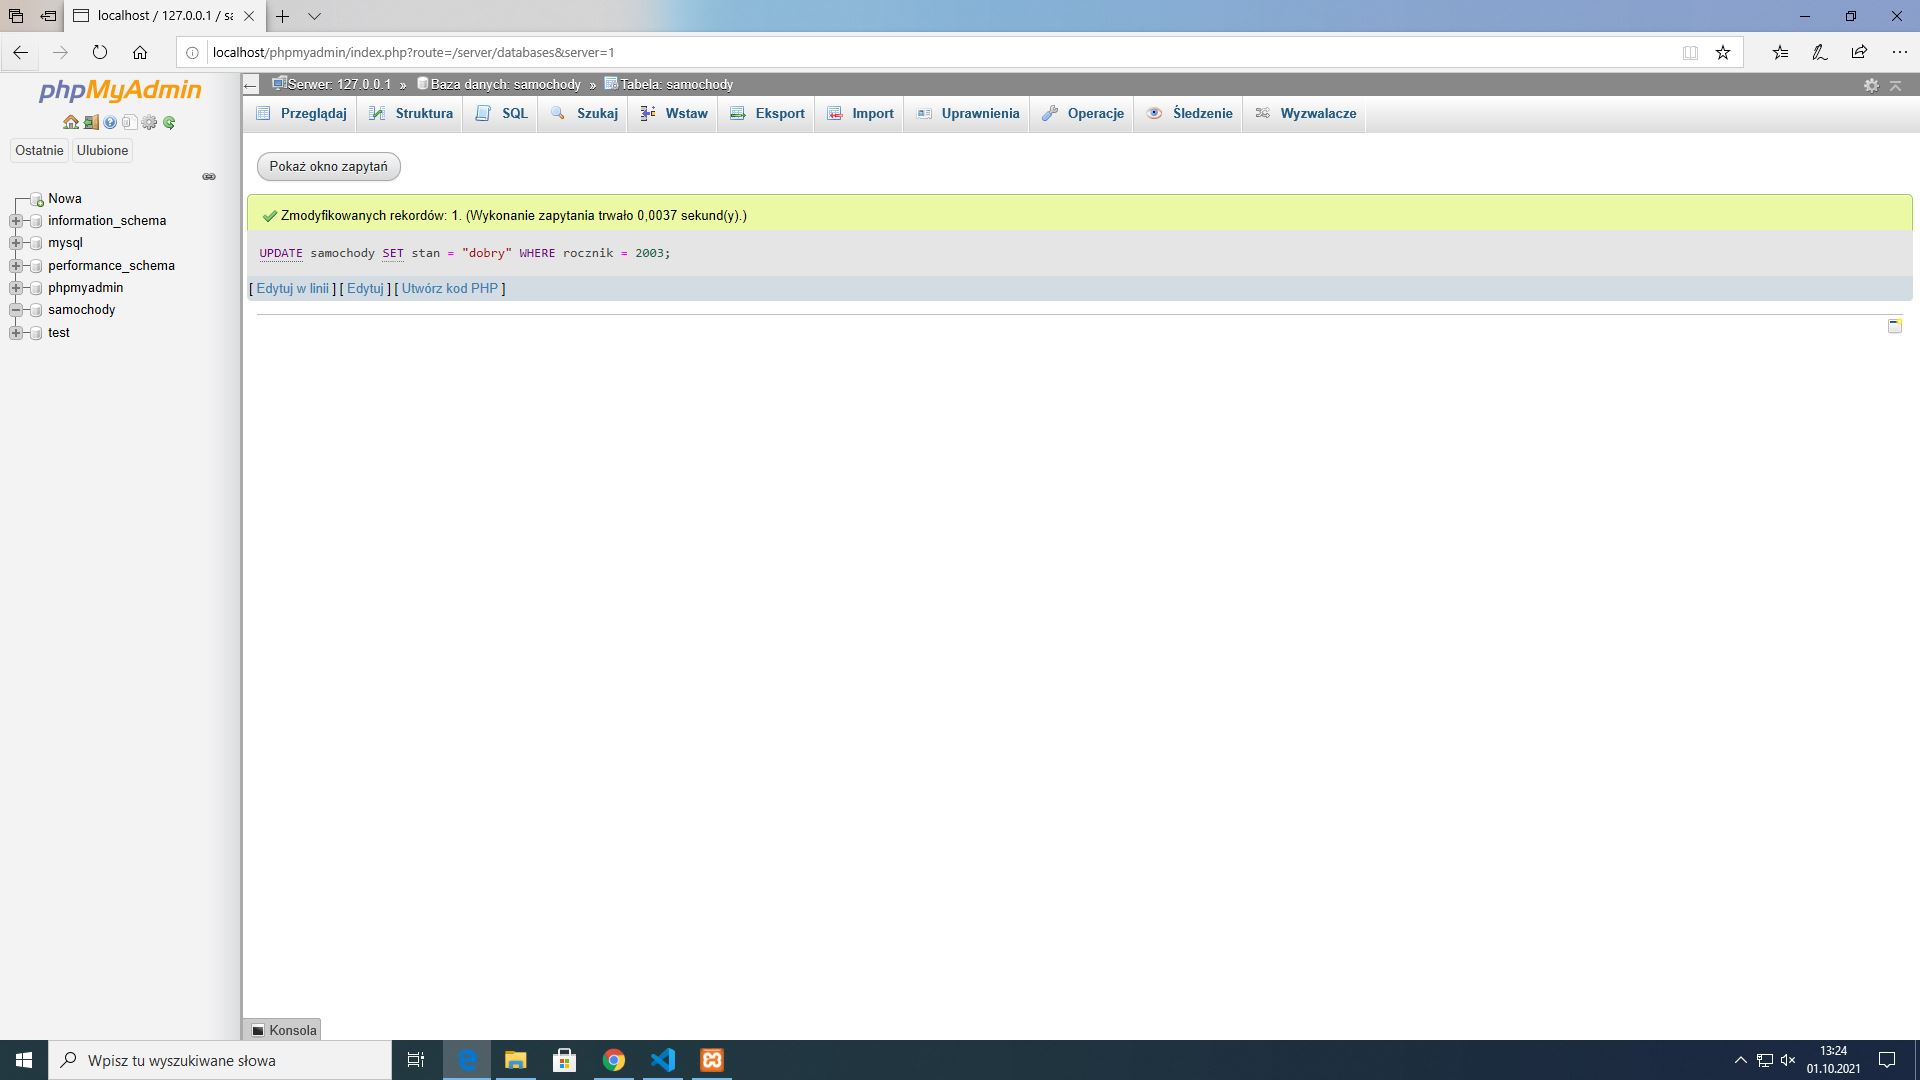 localhost / 127.0.0.1 / sa
localhost/phpmyadmin/index.php?route=/server/databases&server=1
phpMyAdmin
Ostatnie
Ulubione
Nowa
information_schema
mysql
performance_schema
phpmyadmin
samochody
test
Serwer: 127.0.0.1 » Baza danych: samochody » Tabela: samochody
Przeglądaj
Struktura
SQL
Szukaj
Wstaw
Eksport
Import
Uprawnienia
Operacje
Śledzenie
Wyzwalacze
Pokaż okno zapytań
Zmodyfikowanych rekordów: 1. (Wykonanie zapytania trwało 0,0037 sekund(y).)
UPDATE samochody SET stan = "dobry" WHERE rocznik = 2003;
[ Edytuj w linii ] [ Edytuj ] [ Utwórz kod PHP ]
Konsola
Wpisz tu wyszukiwane słowa
13:24
01.10.2021